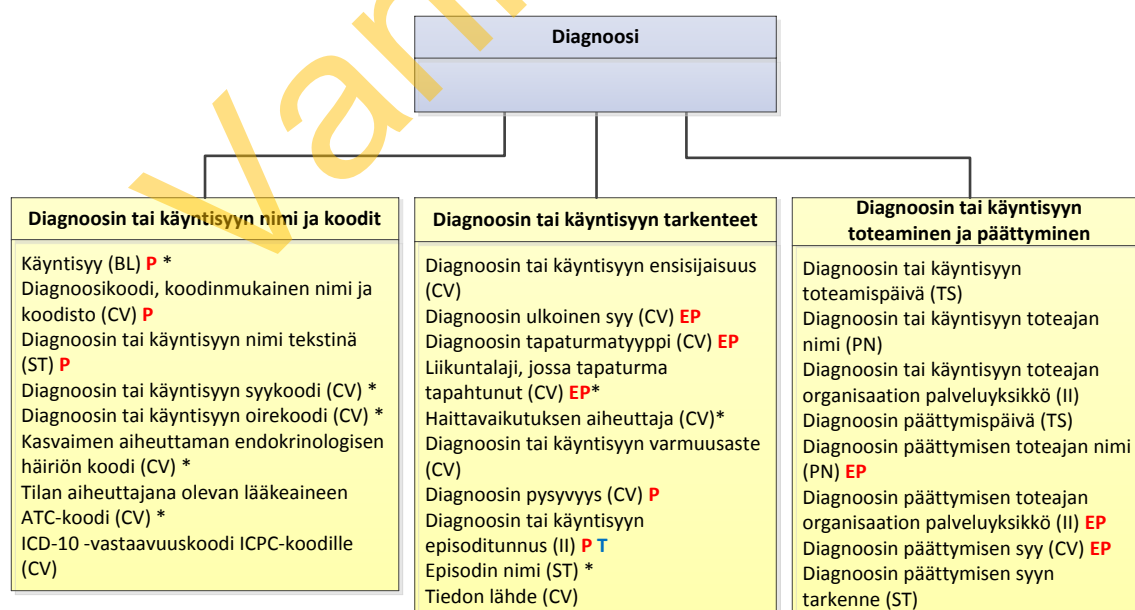 Diagnoosi
Diagnoosin tai käyntisyyn nimi ja koodit
Käyntisyy (BL) P *
Diagnoosikoodi, koodinmukainen nimi ja
koodisto (CV) P
Diagnoosin tai käyntisyyn nimi tekstinä
(ST) P
Diagnoosin tai käyntisyyn syykoodi (CV) *
Diagnoosin tai käyntisyyn oirekoodi (CV) *
Kasvaimen aiheuttaman endokrinologisen
häiriön koodi (CV) *
Tilan aiheuttajana olevan lääkeaineen
ATC-koodi (CV) *
ICD-10 -vastaavuuskoodi ICPC-koodille
(CV)
Diagnoosin tai käyntisyyn tarkenteet
Diagnoosin tai käyntisyyn ensisijaisuus
(CV)
Diagnoosin ulkoinen syy (CV) EP
Diagnoosin tapaturmatyyppi (CV) EP
Liikuntalaji, jossa tapaturma
tapahtunut (CV) EP*
Haittavaikutuksen aiheuttaja (CV)*
Diagnoosin tai käyntisyyn varmuusaste
(CV)
Diagnoosin pysyvyys (CV) P
Diagnoosin tai käyntisyyn
episoditunnus (II) P T
Episodin nimi (ST) *
Tiedon lähde (CV)
Diagnoosin tai käyntisyyn
toteaminen ja päättyminen
Diagnoosin tai käyntisyyn
toteamispäivä (TS)
Diagnoosin tai käyntisyyn toteajan
nimi (PN)
Diagnoosin tai käyntisyyn toteajan
organisaation palveluyksikkö (II)
Diagnoosin päättymispäivä (TS)
Diagnoosin päättymisen toteajan nimi
(PN) EP
Diagnoosin päättymisen toteajan
organisaation palveluyksikkö (II) EP
Diagnoosin päättymisen syy (CV) EP
Diagnoosin päättymisen syyn
tarkenne (ST)